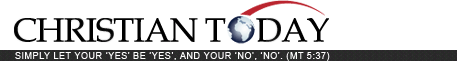 CHRISTIAN TODAY
SIMPLY LET YOUR 'YES' BE 'YES', AND YOUR 'NO', 'NO'. (MT 5:37)